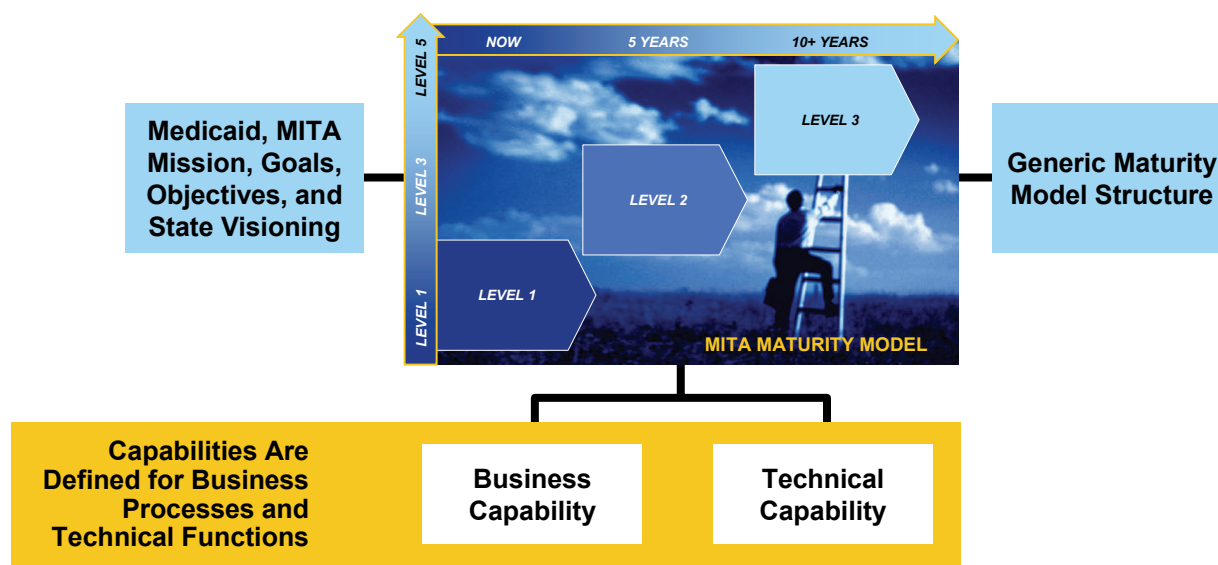 NOW
5 YEARS
10+ YEARS
LEVEL 5
LEVEL 3
LEVEL 1
LEVEL 3
LEVEL 2
LEVEL 1
MITA MATURITY MODEL
Medicaid, MITA
Mission, Goals,
Objectives, and
State Visioning
Generic Maturity
Model Structure
Capabilities Are
Defined for Business
Processes and
Technical Functions
Business
Capability
Technical
Capability